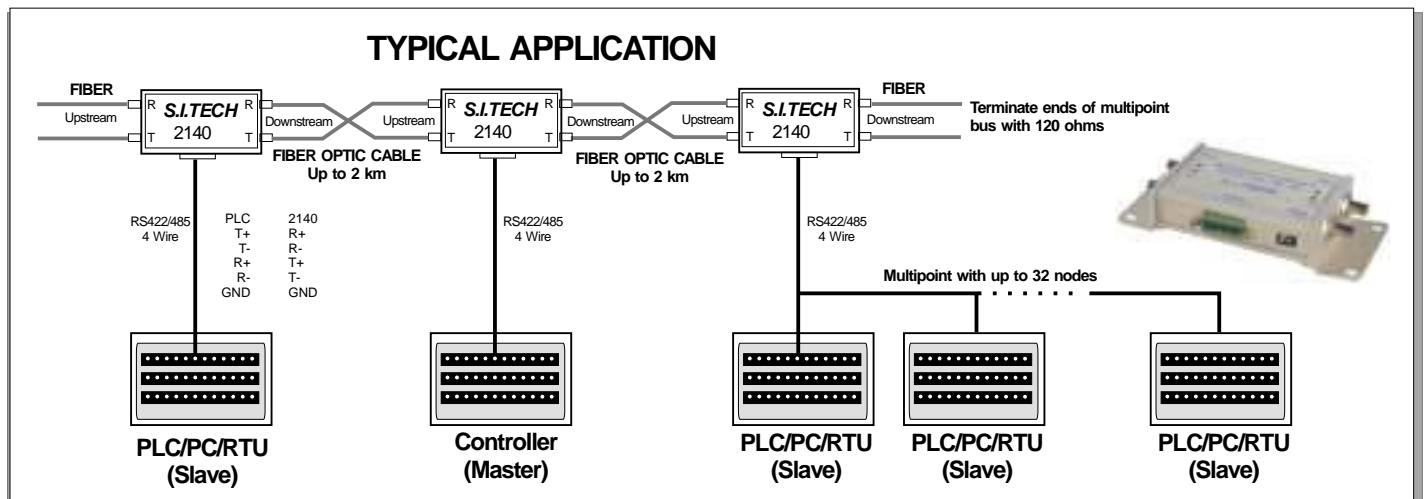 TYPICAL APPLICATION
FIBER
Upstream
R
T
S.I.TECH
2140
R
T
Downstream
FIBER OPTIC CABLE
Up to 2 km
Upstream
R
T
S.I.TECH
2140
R
T
Downstream
FIBER OPTIC CABLE
Up to 2 km
Upstream
R
T
S.I.TECH
2140
R
T
FIBER
Downstream
Terminate ends of multipoint
bus with 120 ohms
RS422/485
4 Wire
PLC 2140
T+ R+
T- R-
R+ T+
R- T-
GND GND
RS422/485
4 Wire
RS422/485
4 Wire
Multipoint with up to 32 nodes
PLC/PC/RTU
(Slave)
Controller
(Master)
PLC/PC/RTU
(Slave)
PLC/PC/RTU
(Slave)
PLC/PC/RTU
(Slave)